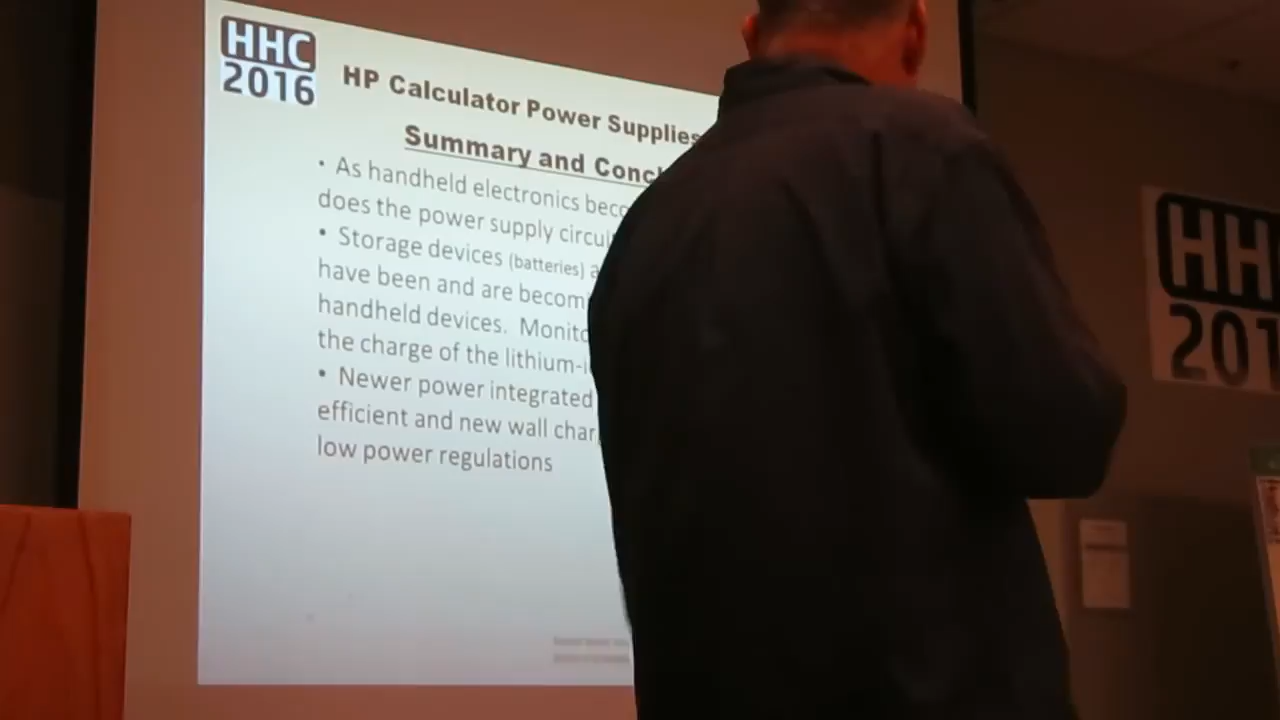 HHC
2016
HP Calculator Power Supplies
Summary and Concl
• As handheld electronics beco
does the power supply circui
• Storage devices (batteries) a
have been and are becomi
handheld devices. Monito
the charge of the lithium-i
• Newer power integrated
efficient and new wall char
low power regulations
HH
201